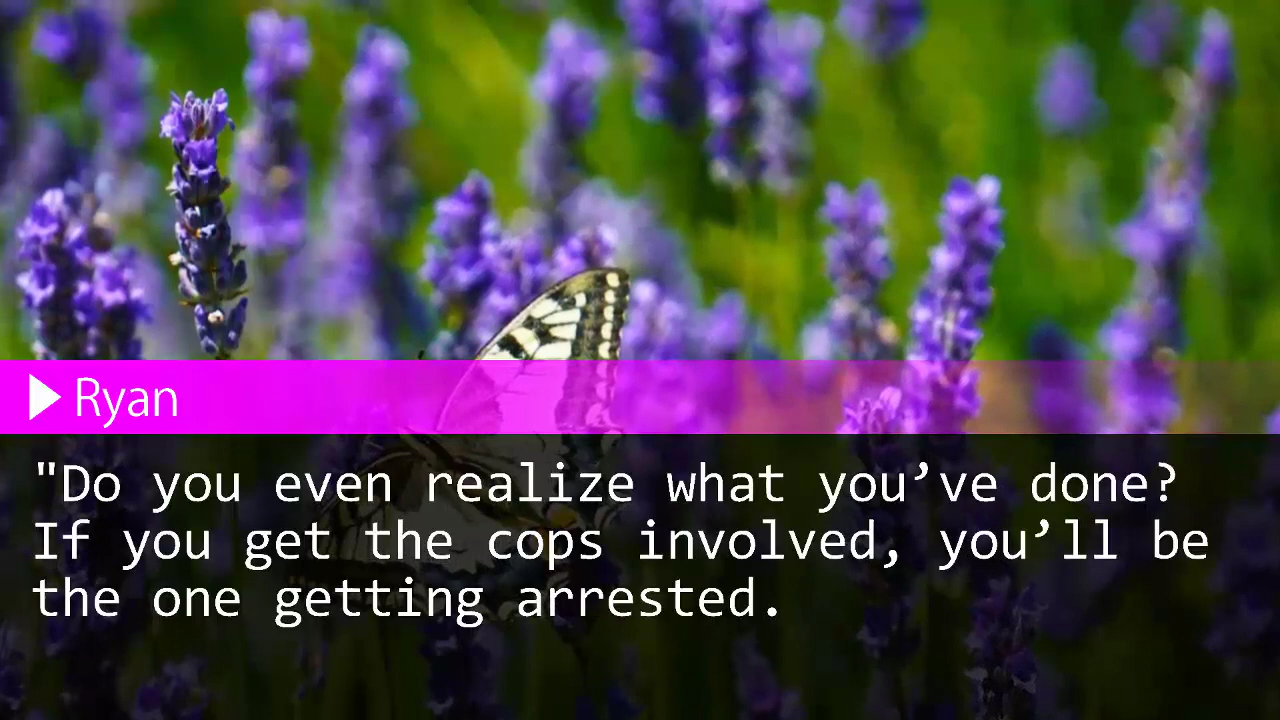 Ryan
"Do you even realize what you’ve done?
If you get the cops involved, you’ll be
the one getting arrested.